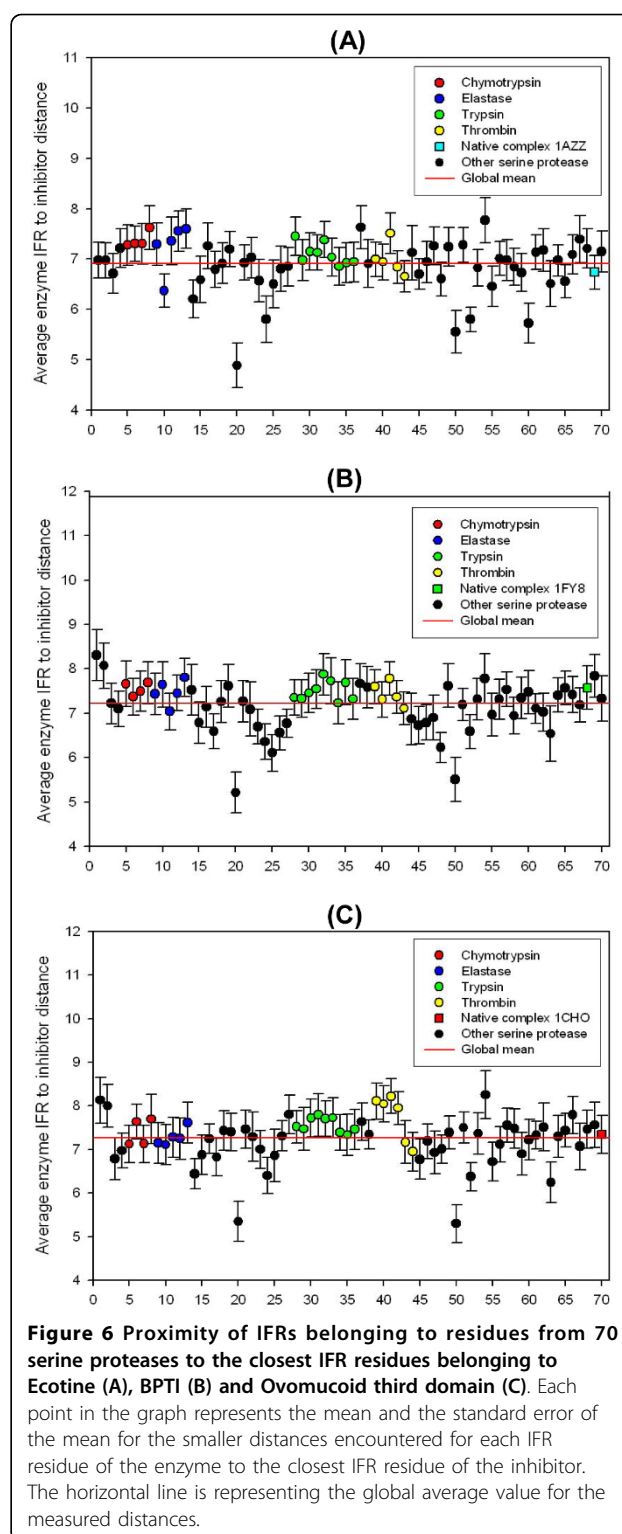 (A)
Average enzyme IFR to inhibitor distance
11
10
9
8
7
6
5
4
Chymotrypsin
Elastase
Trypsin
Thrombin
Native complex 1AZZ
Other serine protease
Global mean
0 5 10 15 20 25 30 35 40 45 50 55 60 65 70
(B)
Average enzyme IFR to inhibitor distance
12
11
10
9
8
7
6
5
4
Chymotrypsin
Elastase
Trypsin
Thrombin
Native complex 1FY8
Other serine protease
Global mean
0 5 10 15 20 25 30 35 40 45 50 55 60 65 70
(C)
Average enzyme IFR to inhibitor distance
12
11
10
9
8
7
6
5
4
Chymotrypsin
Elastase
Trypsin
Thrombin
Native complex 1CHO
Other serine protease
Global mean
0 5 10 15 20 25 30 35 40 45 50 55 60 65 70
Figure 6 Proximity of IFRs belonging to residues from 70
serine proteases to the closest IFR residues belonging to
Ecotine (A), BPTI (B) and Ovomucoid third domain (C). Each
point in the graph represents the mean and the standard error of
the mean for the smaller distances encountered for each IFR
residue of the enzyme to the closest IFR residue of the inhibitor.
The horizontal line is representing the global average value for the
measured distances.